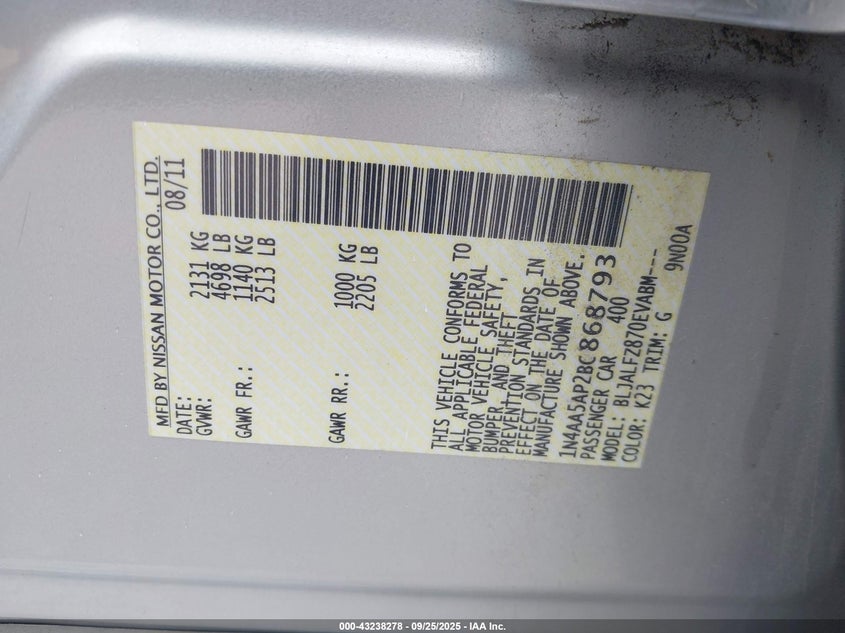 MFD BY NISSAN MOTOR CO., LTD.
DATE: 08/11
GVWR: 2131 KG
4698 LB
GAWR FR.: 1140 KG
2513 LB
GAWR RR.: 1000 KG
2205 LB
THIS VEHICLE CONFORMS TO
ALL APPLICABLE FEDERAL
MOTOR VEHICLE SAFETY,
BUMPER, AND THEFT
PREVENTION STANDARDS IN
EFFECT ON THE DATE OF
MANUFACTURE SHOWN ABOVE.
1N4AA5AP2BC868793
PASSENGER CAR 400
MODEL: BLJALFZ870EVABM---
COLOR: K23 TRIM: G 9N00A
000-43238278 - 09/25/2025 - IAA Inc.